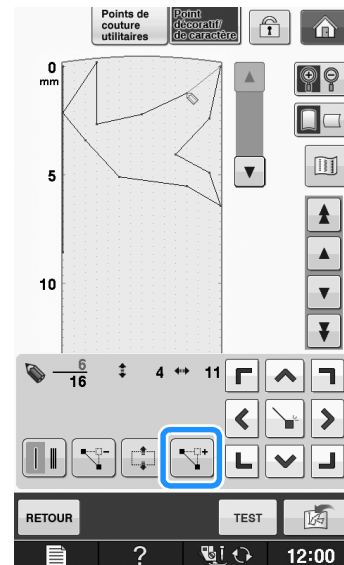 Points de
couture
utilitaires
Point
décoratif/
de caractère
0
mm
5
10
6
16
4
11
RETOUR
TEST
?
12:00